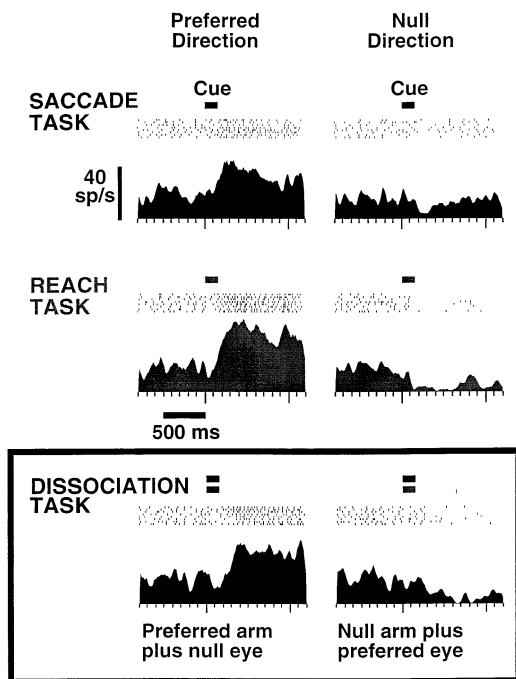 Preferred Direction
Null Direction
Cue
Cue
SACCADE
TASK
40
sp/s
REACH
TASK
500 ms
DISSOCIATION
TASK
Preferred arm
plus null eye
Null arm plus
preferred eye